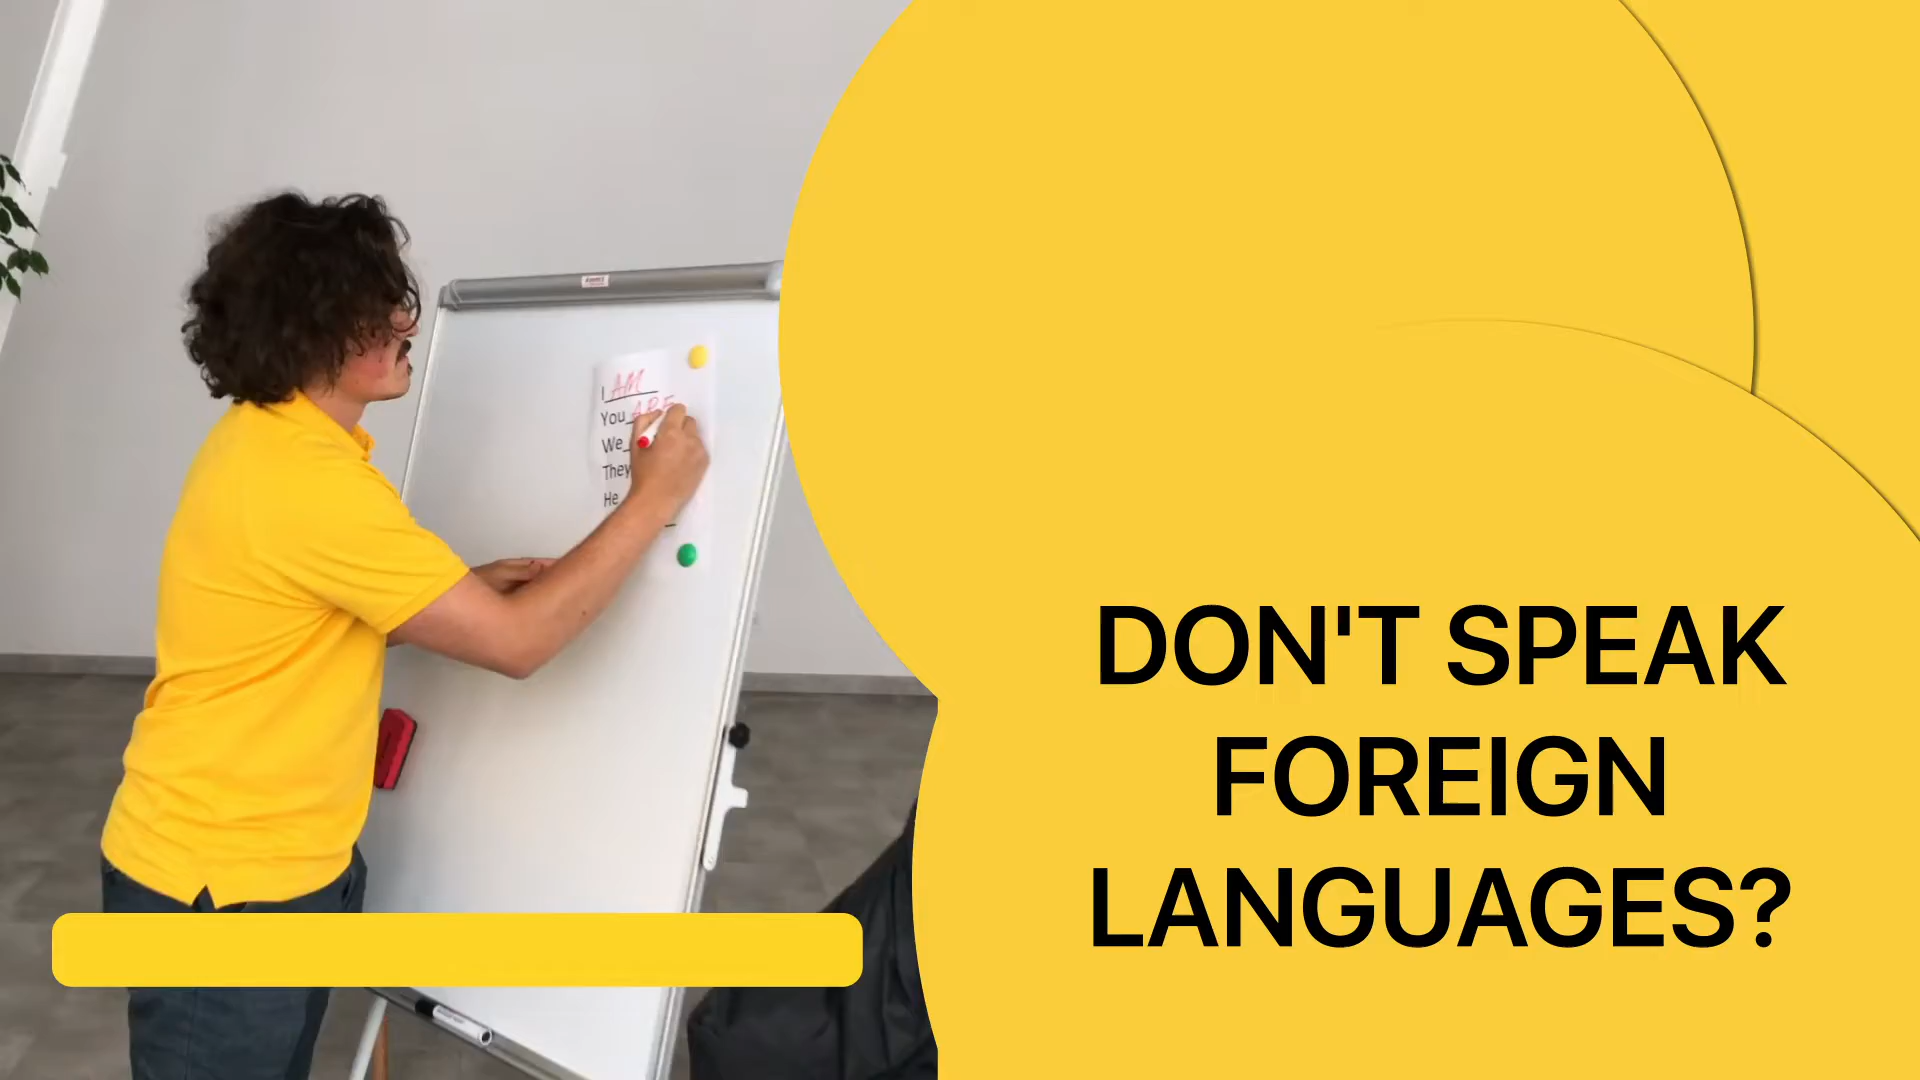 I AM
You ARE
We
They
He
DON'T SPEAK
FOREIGN
LANGUAGES?